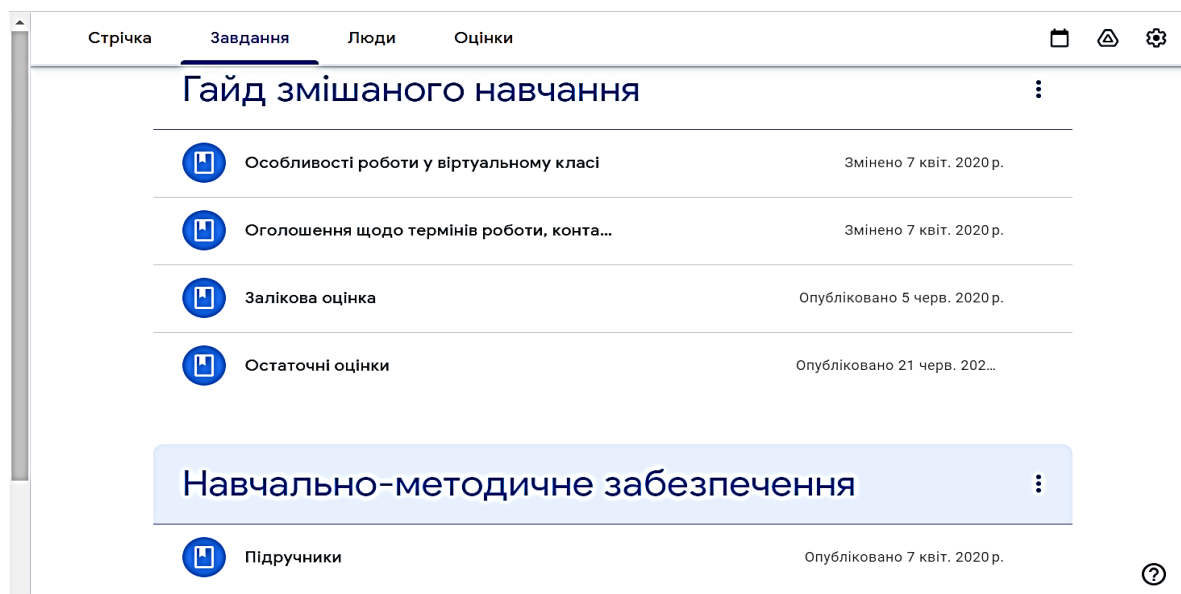 Стрічка Завдання Люди Оцінки
Гайд змішаного навчання
Особливості роботи у віртуальному класі Змінено 7 квіт. 2020 р.
Оголошення щодо термінів роботи, конта... Змінено 7 квіт. 2020 р.
Залікова оцінка Опубліковано 5 черв. 2020 р.
Остаточні оцінки Опубліковано 21 черв. 202...
Навчально-методичне забезпечення
Підручники Опубліковано 7 квіт. 2020 р.